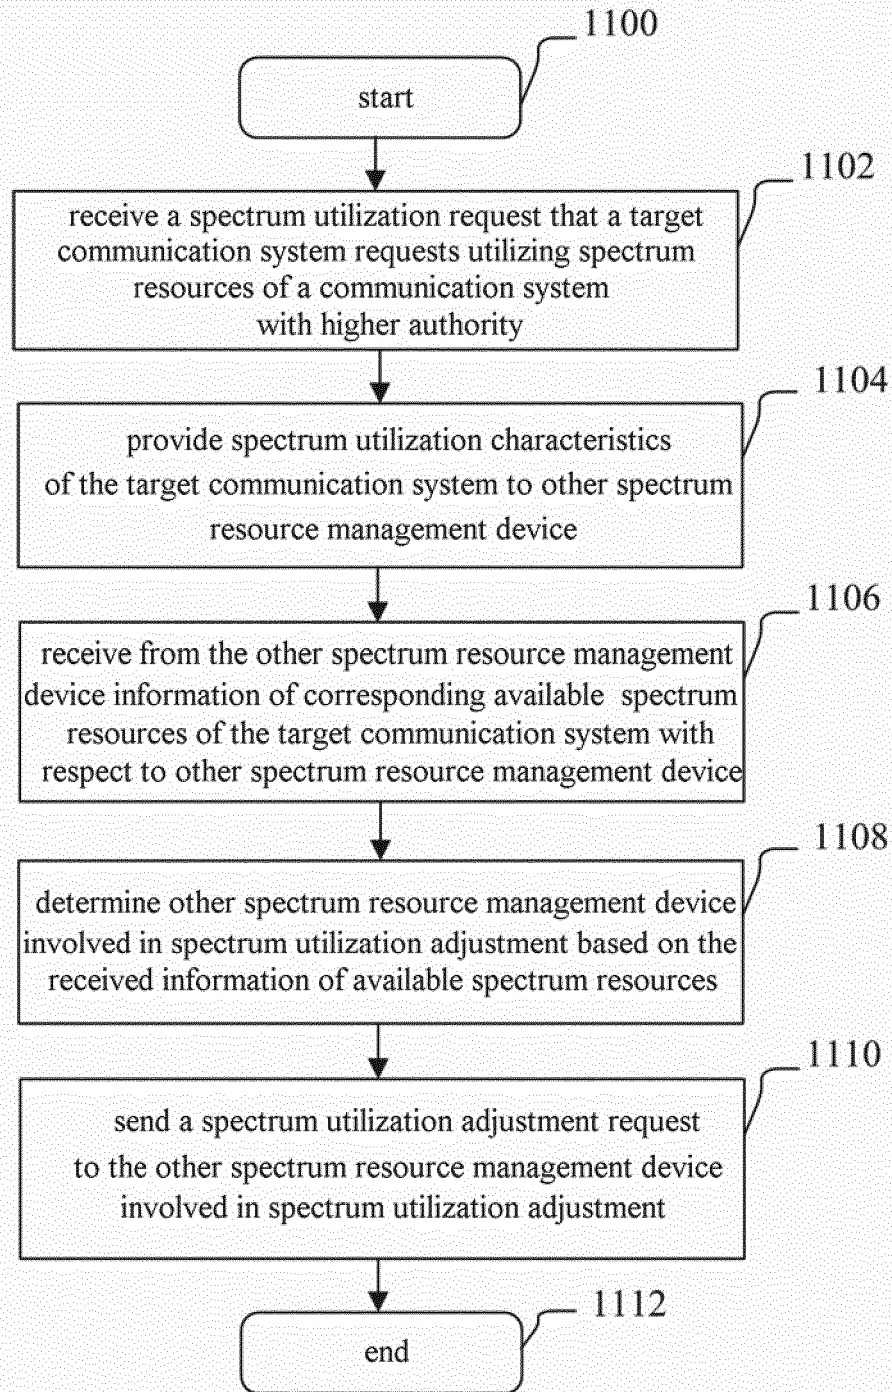 1100
start
1102
receive a spectrum utilization request that a target
communication system requests utilizing spectrum
resources of a communication system
with higher authority
1104
provide spectrum utilization characteristics
of the target communication system to other spectrum
resource management device
1106
receive from the other spectrum resource management
device information of corresponding available spectrum
resources of the target communication system with
respect to other spectrum resource management device
1108
determine other spectrum resource management device
involved in spectrum utilization adjustment based on the
received information of available spectrum resources
1110
send a spectrum utilization adjustment request
to the other spectrum resource management device
involved in spectrum utilization adjustment
1112
end